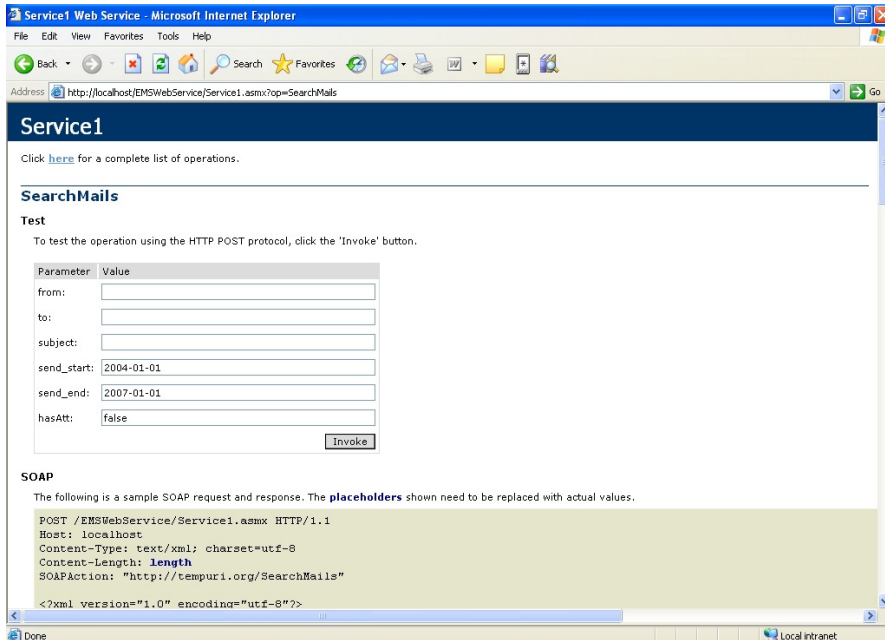 Service1 Web Service - Microsoft Internet Explorer
File Edit View Favorites Tools Help
Back Search Favorites
Address http://localhost/EMSWebService/Service1.asmx?op=SearchMails Go
Service1
Click here for a complete list of operations.
SearchMails
Test
To test the operation using the HTTP POST protocol, click the 'Invoke' button.
Parameter Value
from:
to:
subject:
send_start: 2004-01-01
send_end: 2007-01-01
hasAtt: false
Invoke
SOAP
The following is a sample SOAP request and response. The placeholders shown need to be replaced with actual values.
POST /EMSWebService/Service1.asmx HTTP/1.1
Host: localhost
Content-Type: text/xml; charset=utf-8
Content-Length: length
SOAPAction: "http://tempuri.org/SearchMails"
<?xml version="1.0" encoding="utf-8"?>
Done Local intranet